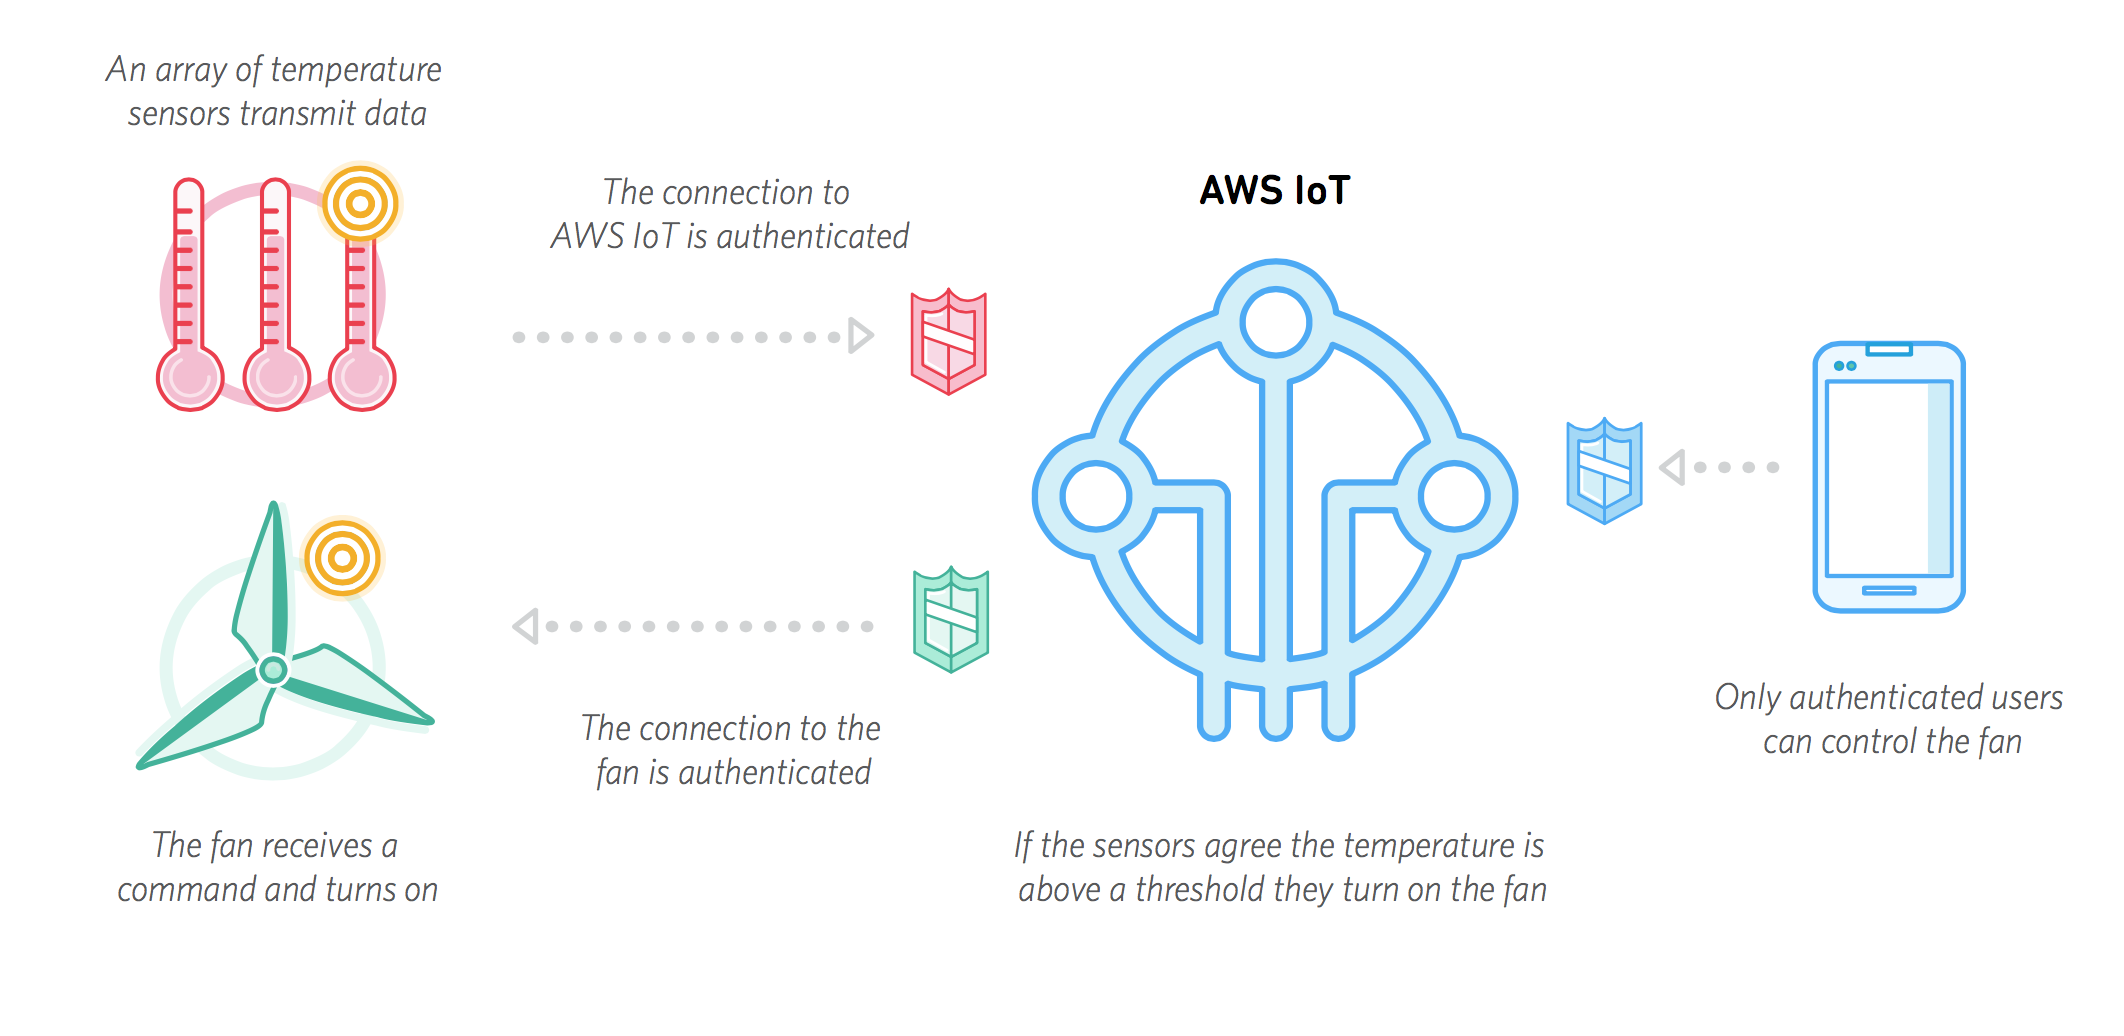 An array of temperature
sensors transmit data
The connection to
AWS IoT is authenticated
AWS IoT
The connection to the
fan is authenticated
Only authenticated users
can control the fan
The fan receives a
command and turns on
If the sensors agree the temperature is
above a threshold they turn on the fan